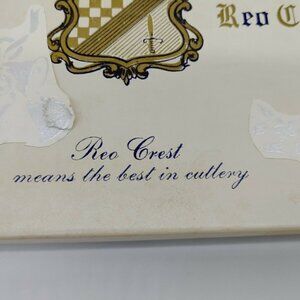 Reo C
Reo Crest
means the best in cutlery